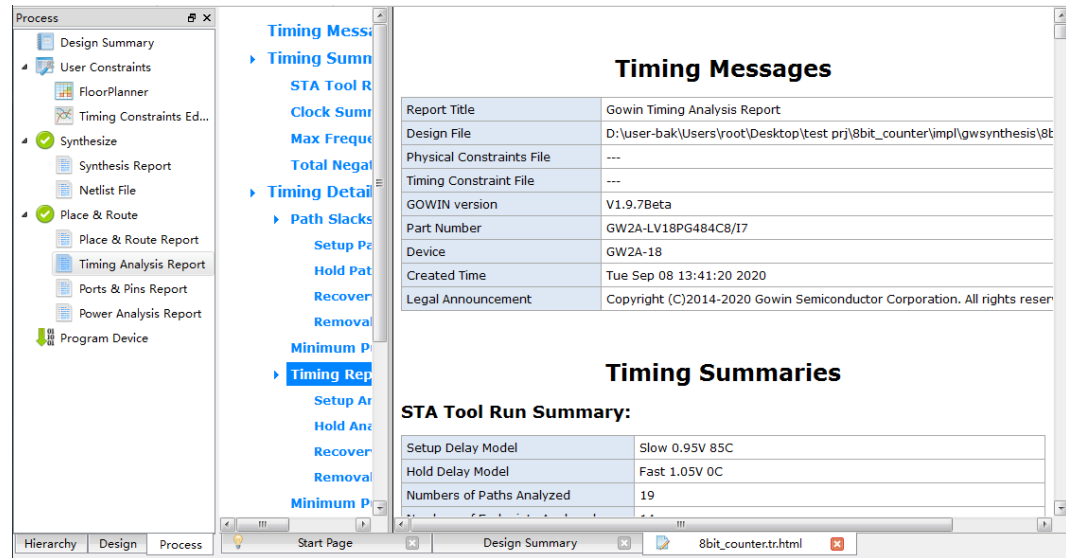 Process
Design Summary
User Constraints
FloorPlanner
Timing Constraints Ed...
Synthesize
Synthesis Report
Netlist File
Place & Route
Place & Route Report
Timing Analysis Report
Ports & Pins Report
Power Analysis Report
Program Device
Hierarchy Design Process
Timing Messa
Timing Summ
STA Tool R
Clock Summ
Max Freque
Total Negat
Timing Detail
Path Slacks
Setup Pa
Hold Pat
Recover
Removal
Minimum P
Timing Rep
Setup An
Hold Ana
Recover
Removal
Minimum P
Timing Messages
Report Title Gowin Timing Analysis Report
Design File D:\user-bak\Users\root\Desktop\test prj\8bit_counter\impl\gwsynthesis\8b
Physical Constraints File ---
Timing Constraint File ---
GOWIN version V1.9.7Beta
Part Number GW2A-LV18PG484C8/I7
Device GW2A-18
Created Time Tue Sep 08 13:41:20 2020
Legal Announcement Copyright (C)2014-2020 Gowin Semiconductor Corporation. All rights reser
Timing Summaries
STA Tool Run Summary:
Setup Delay Model Slow 0.95V 85C
Hold Delay Model Fast 1.05V 0C
Numbers of Paths Analyzed 19
Start Page Design Summary 8bit_counter.tr.html